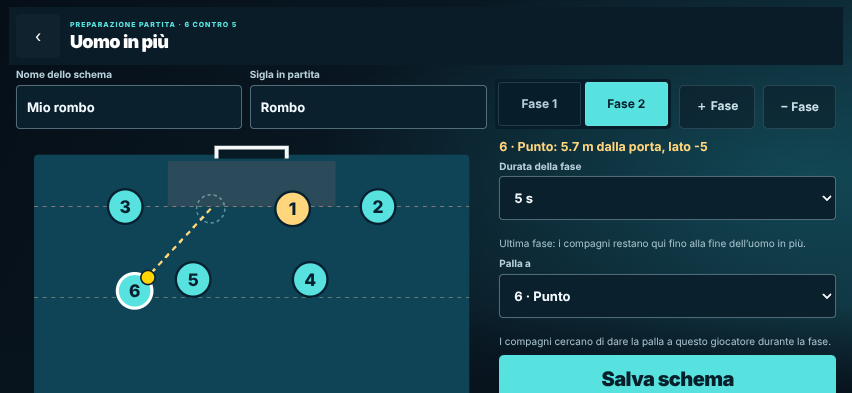 PREPARAZIONE PARTITA · 6 CONTRO 5
‹ Uomo in più
Nome dello schema
Sigla in partita
Mio rombo
Rombo
Fase 1
Fase 2
+ Fase
− Fase
6 · Punto: 5.7 m dalla porta, lato -5
Durata della fase
5 s
Ultima fase: i compagni restano qui fino alla fine dell'uomo in più.
Palla a
6 · Punto
I compagni cercano di dare la palla a questo giocatore durante la fase.
Salva schema
3
1
2
5
4
6